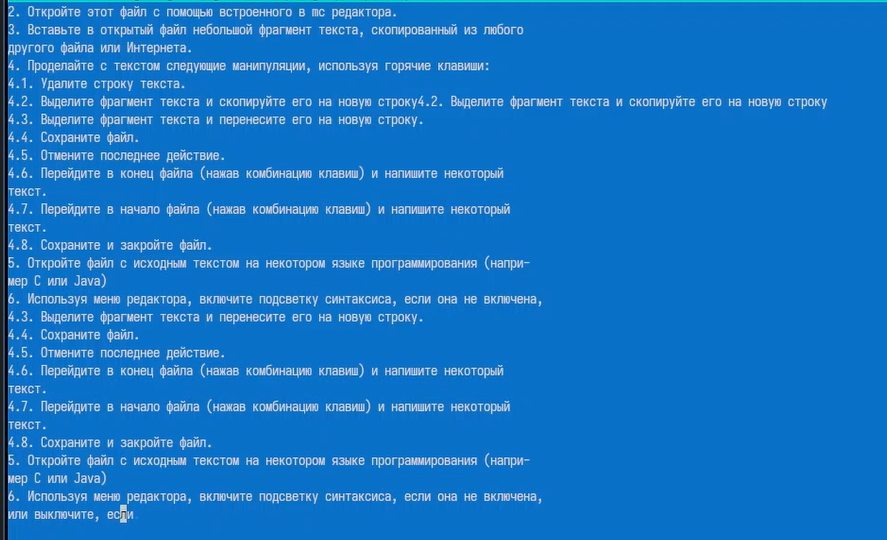 2. Откройте этот файл с помощью встроенного в mc редактора.
3. Вставьте в открытый файл небольшой фрагмент текста, скопированный из любого
другого файла или Интернета.
4. Проделайте с текстом следующие манипуляции, используя горячие клавиши:
4.1. Удалите строку текста.
4.2. Выделите фрагмент текста и скопируйте его на новую строку4.2. Выделите фрагмент текста и скопируйте его на новую строку
4.3. Выделите фрагмент текста и перенесите его на новую строку.
4.4. Сохраните файл.
4.5. Отмените последнее действие.
4.6. Перейдите в конец файла (нажав комбинацию клавиш) и напишите некоторый
текст.
4.7. Перейдите в начало файла (нажав комбинацию клавиш) и напишите некоторый
текст.
4.8. Сохраните и закройте файл.
5. Откройте файл с исходным текстом на некотором языке программирования (напри-
мер C или Java)
6. Используя меню редактора, включите подсветку синтаксиса, если она не включена,
4.3. Выделите фрагмент текста и перенесите его на новую строку.
4.4. Сохраните файл.
4.5. Отмените последнее действие.
4.6. Перейдите в конец файла (нажав комбинацию клавиш) и напишите некоторый
текст.
4.7. Перейдите в начало файла (нажав комбинацию клавиш) и напишите некоторый
текст.
4.8. Сохраните и закройте файл.
5. Откройте файл с исходным текстом на некотором языке программирования (напри-
мер C или Java)
6. Используя меню редактора, включите подсветку синтаксиса, если она не включена,
или выключите, если